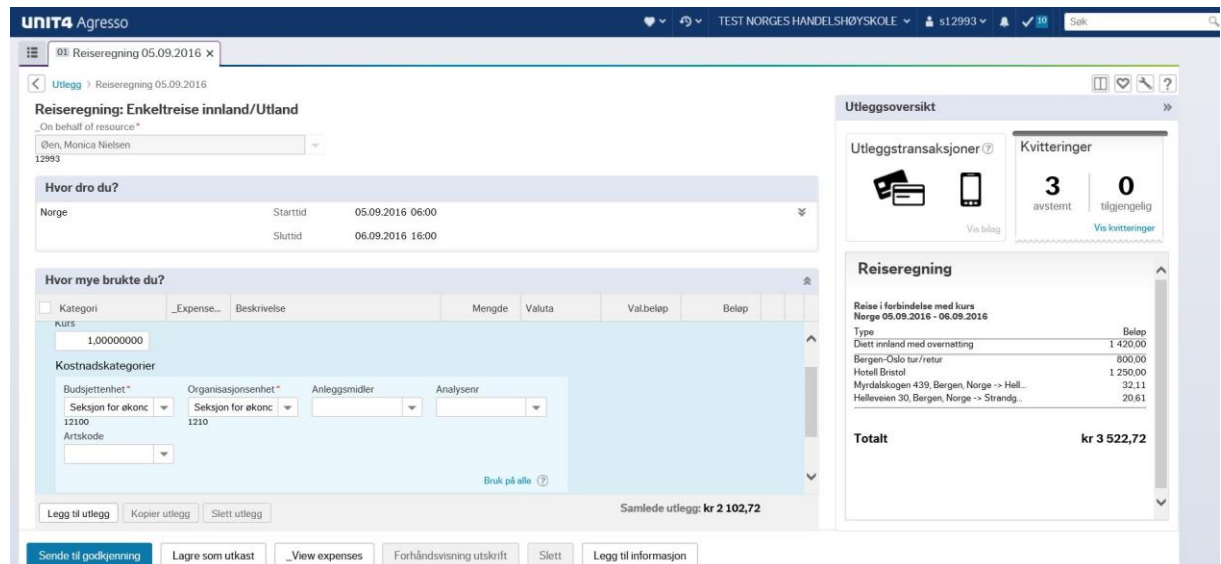 UNIT4 Agresso
TEST NORGES HANDELSHØYSKOLE s12993 10 Søk
01 Reiseregning 05.09.2016 ×
Utlegg > Reiseregning 05.09.2016
Reiseregning: Enkeltreise innland/Utland
_On behalf of resource*
Øen, Monica Nielsen
12993
Hvor dro du?
Norge Starttid 05.09.2016 06:00
Sluttid 06.09.2016 16:00
Hvor mye brukte du?
Kategori _Expense... Beskrivelse Mengde Valuta Val.beløp Beløp
Kurs
1,00000000
Kostnadskategorier
Budsjettenhet* Organisasjonsenhet* Anleggsmidler Analysenr
Seksjon for økonc Seksjon for økonc
12100 1210
Artskode
Bruk på alle ?
Legg til utlegg Kopier utlegg Slett utlegg Samlede utlegg: kr 2 102,72
Sende til godkjenning Lagre som utkast _View expenses Forhåndsvisning utskrift Slett Legg til informasjon
?
Utleggsoversikt »
Utleggstransaksjoner ?
Vis bilag
Kvitteringer
3 0
avstemt tilgjengelig
Vis kvitteringer
Reiseregning
Reise i forbindelse med kurs
Norge 05.09.2016 - 06.09.2016
Type Beløp
Diett innland med overnatting 1 420,00
Bergen-Oslo tur/retur 800,00
Hotell Bristol 1 250,00
Myrdalskogen 439, Bergen, Norge -> Hell... 32,11
Helleveien 30, Bergen, Norge -> Strandg... 20,61
Totalt kr 3 522,72